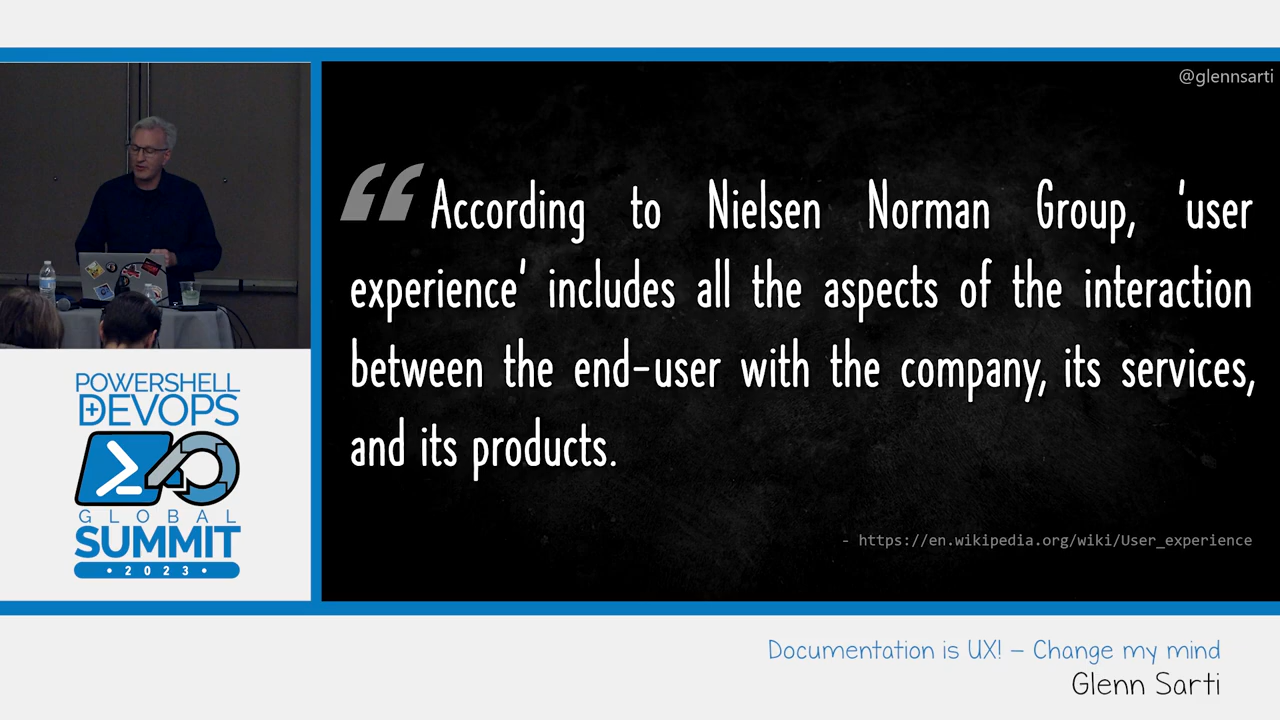 @glennsarti
“According to Nielsen Norman Group, 'user
experience' includes all the aspects of the interaction
between the end-user with the company, its services,
and its products.
- https://en.wikipedia.org/wiki/User_experience
POWERSHELL
+DEVOPS
GLOBAL
SUMMIT
• 2023 •
Documentation is UX! – Change my mind
Glenn Sarti